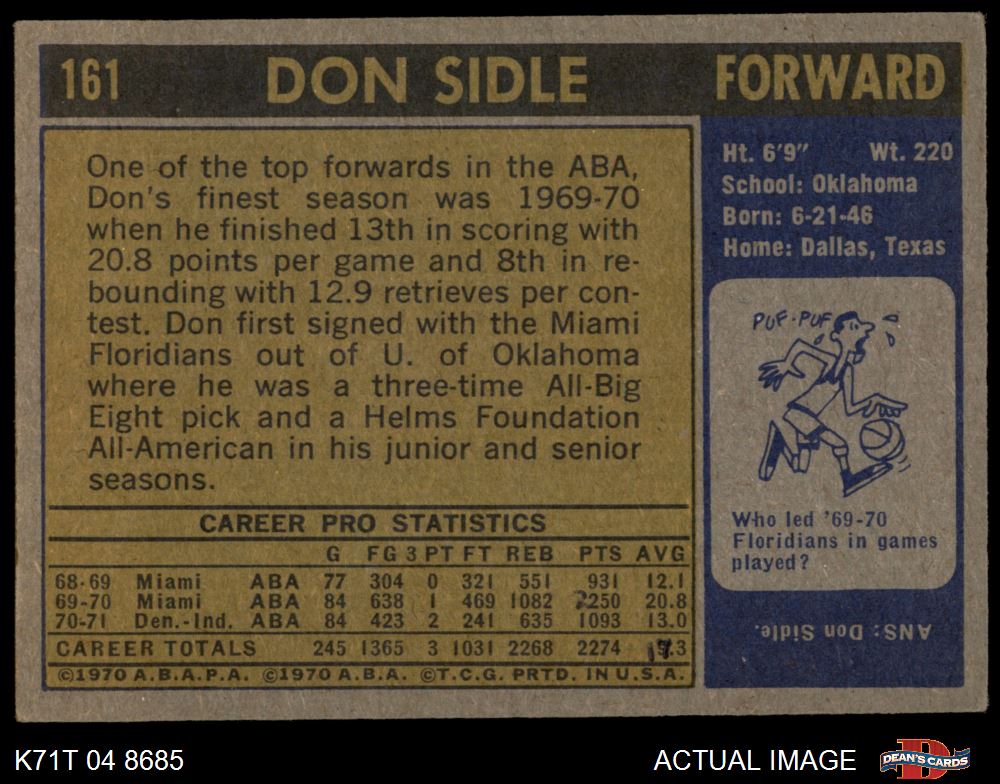 161 DON SIDLE FORWARD
One of the top forwards in the ABA,
Don's finest season was 1969-70
when he finished 13th in scoring with
20.8 points per game and 8th in re-
bounding with 12.9 retrieves per con-
test. Don first signed with the Miami
Floridians out of U. of Oklahoma
where he was a three-time All-Big
Eight pick and a Helms Foundation
All-American in his junior and senior
seasons.
CAREER PRO STATISTICS
G FG 3 PT FT REB PTS AVG
68-69 Miami ABA 77 304 0 321 551 931 12.1
69-70 Miami ABA 84 638 1 469 1082 2250 20.8
70-71 Den.-Ind. ABA 84 423 2 241 635 1093 13.0
CAREER TOTALS 245 1365 3 1031 2268 2274
©1970 A.B.A.P.A. ©1970 A.B.A. ©T.C.G. PRTD. IN U.S.A.
Ht. 6'9" Wt. 220
School: Oklahoma
Born: 6-21-46
Home: Dallas, Texas
PUF-PUF
Who led '69-70
Floridians in games
played?
ANS: Don Sidle.
K71T 04 8685 ACTUAL IMAGE DEAN'S CARDS